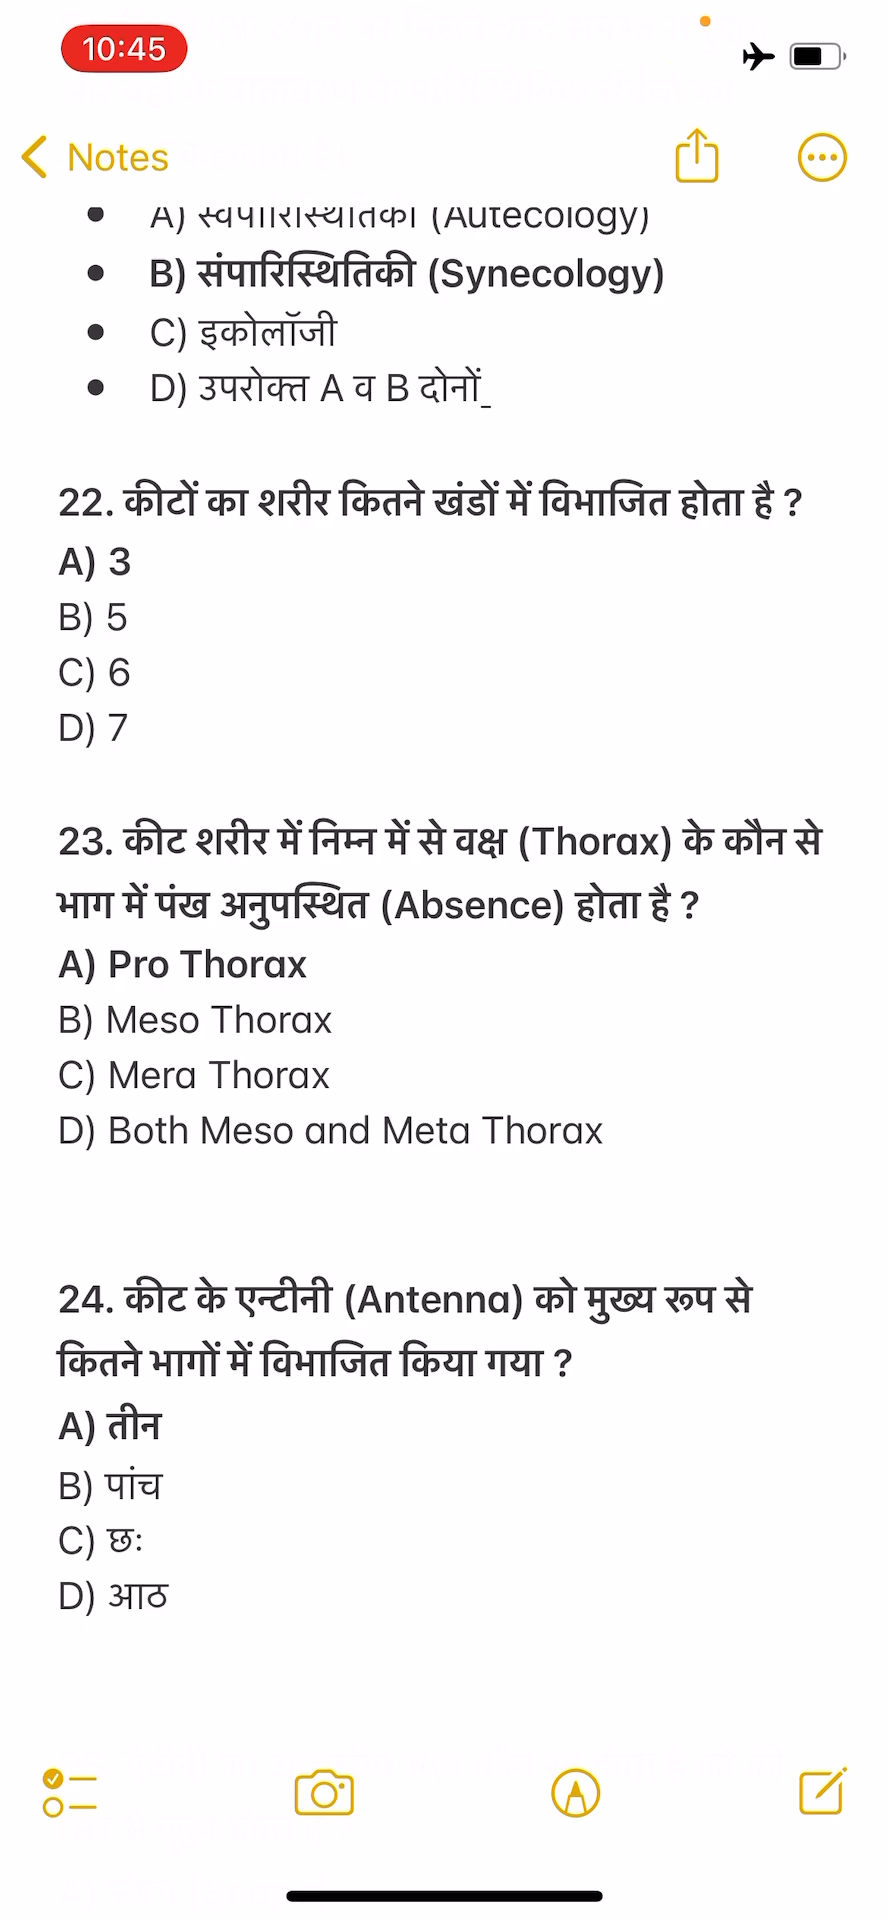 10:45
Notes
A) स्वपारिस्थितिकी (Autecology)
B) संपारिस्थितिकी (Synecology)
C) इकोलॉजी
D) उपरोक्त A व B दोनों_
22. कीटों का शरीर कितने खंडों में विभाजित होता है ?
A) 3
B) 5
C) 6
D) 7
23. कीट शरीर में निम्न में से वक्ष (Thorax) के कौन से
भाग में पंख अनुपस्थित (Absence) होता है ?
A) Pro Thorax
B) Meso Thorax
C) Mera Thorax
D) Both Meso and Meta Thorax
24. कीट के एन्टीनी (Antenna) को मुख्य रूप से
कितने भागों में विभाजित किया गया ?
A) तीन
B) पांच
C) छः
D) आठ